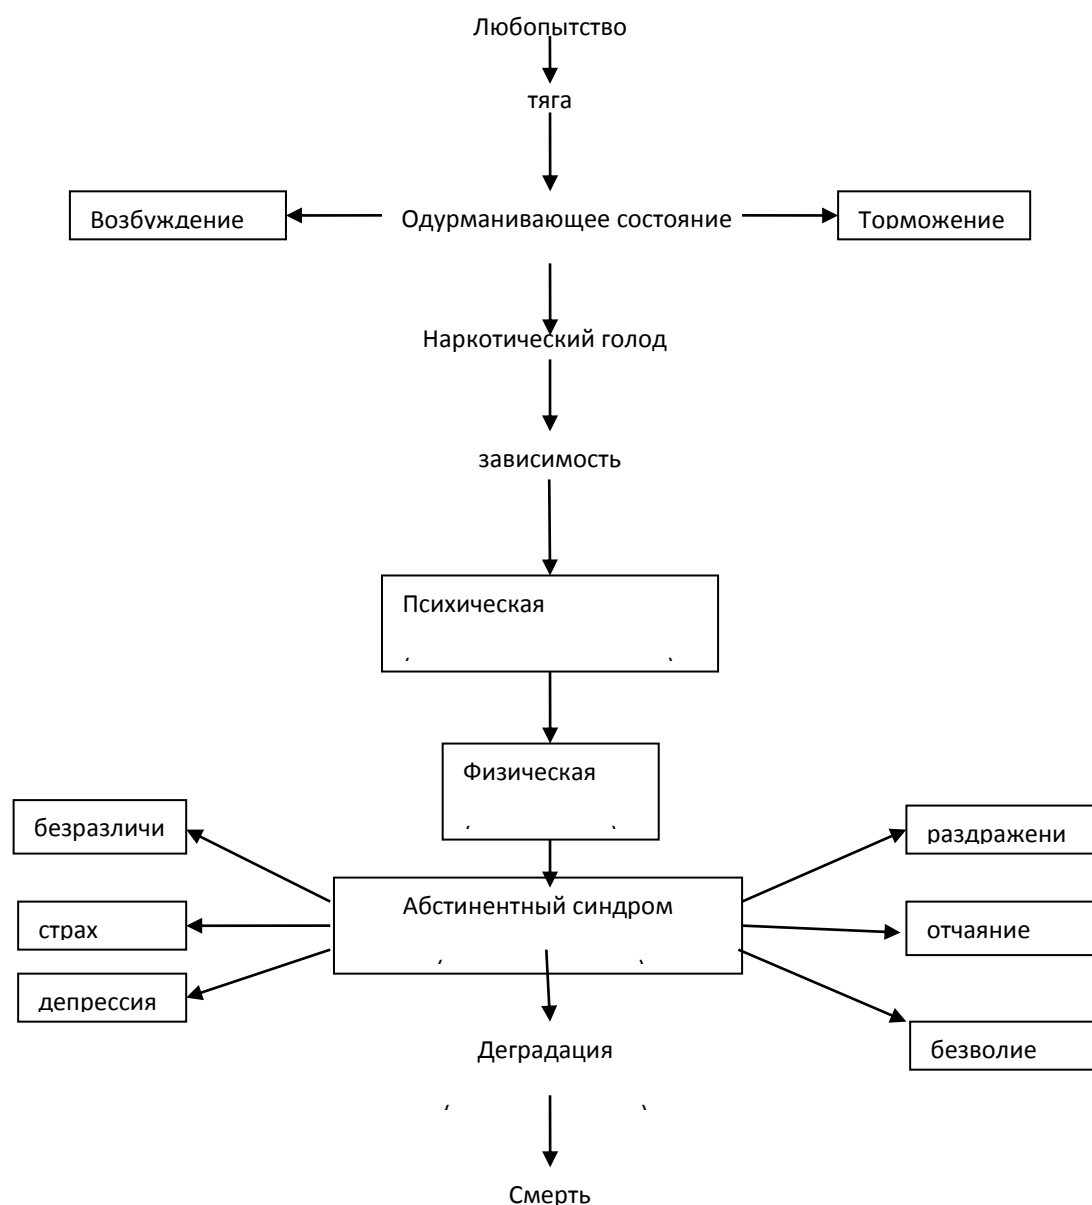 Любопытство
тяга
Возбуждение
Одурманивающее состояние
Торможение
Наркотический голод
зависимость
Психическая
( )
Физическая
( )
безразличи
раздражени
Абстинентный синдром
( )
страх
отчаяние
депрессия
безволие
Деградация
( )
Смерть